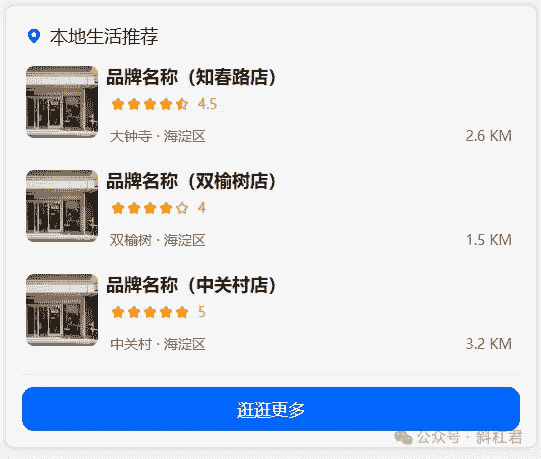 本地生活推荐
品牌名称（知春路店）
4.5
大钟寺 · 海淀区
2.6 KM
品牌名称（双榆树店）
4
双榆树 · 海淀区
1.5 KM
品牌名称（中关村店）
5
中关村 · 海淀区
3.2 KM
逛逛更多
公众号 · 斜杠君